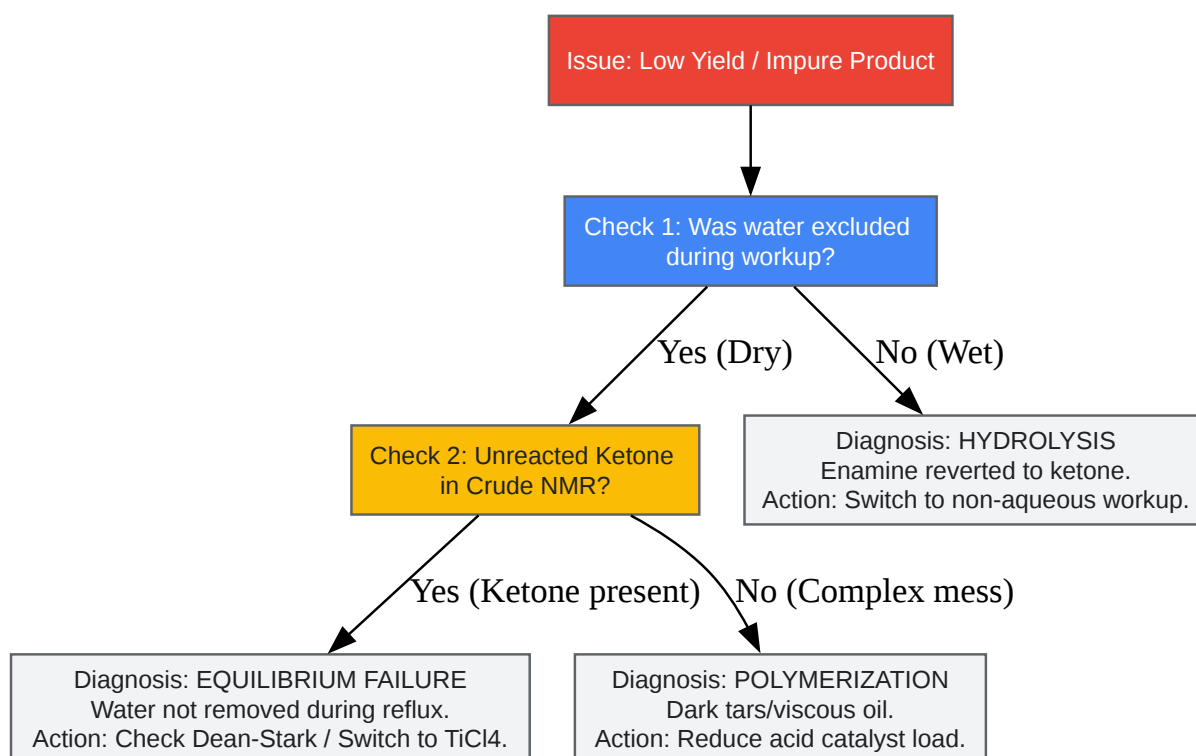 Issue: Low Yield / Impure Product
Check 1: Was water excluded
during workup?
Yes (Dry)
No (Wet)
Check 2: Unreacted Ketone
in Crude NMR?
Diagnosis: HYDROLYSIS
Enamine reverted to ketone.
Action: Switch to non-aqueous workup.
Yes (Ketone present)
No (Complex mess)
Diagnosis: EQUILIBRIUM FAILURE
Water not removed during reflux.
Action: Check Dean-Stark / Switch to TiCl4.
Diagnosis: POLYMERIZATION
Dark tars/viscous oil.
Action: Reduce acid catalyst load.